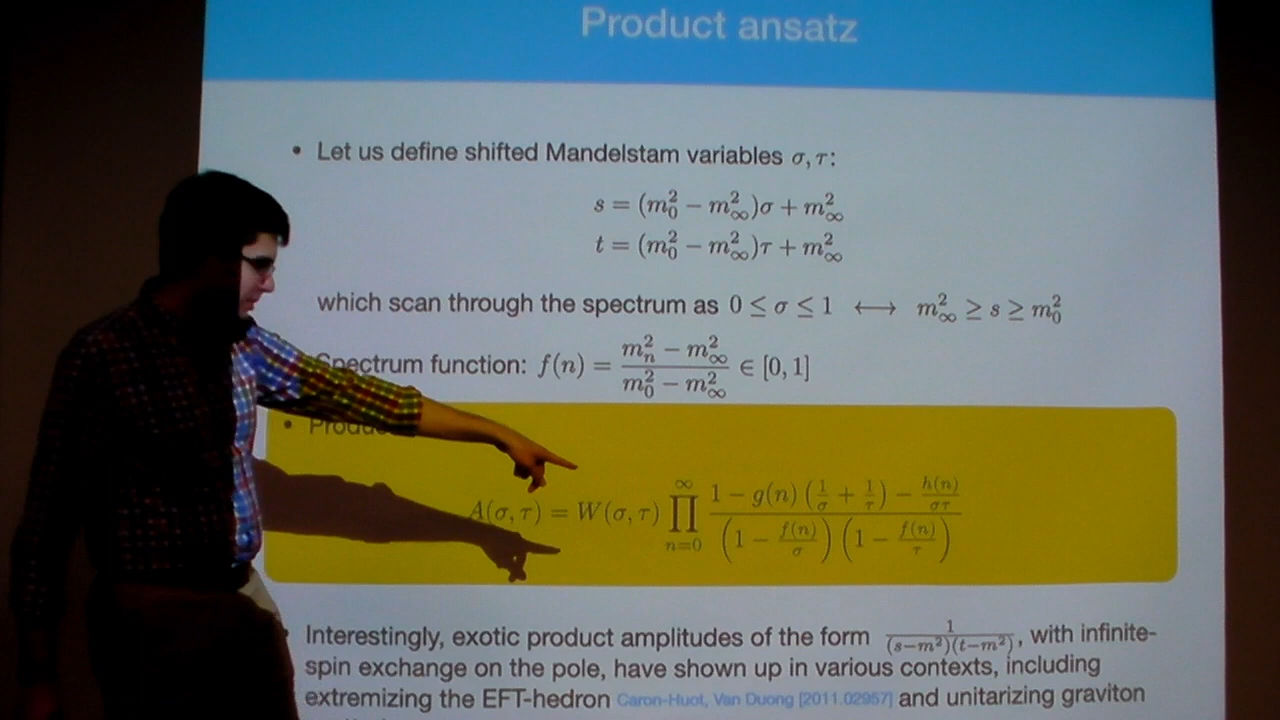 Product ansatz
• Let us define shifted Mandelstam variables σ, τ:
s = (m₀² − m∞²)σ + m∞²
t = (m₀² − m∞²)τ + m∞²
which scan through the spectrum as 0 ≤ σ ≤ 1 ⟷ m∞² ≥ s ≥ m₀²
Spectrum function: f(n) = (mₙ² − m∞²)/(m₀² − m∞²) ∈ [0, 1]
•
A(σ, τ) = W(σ, τ) ∏_{n=0}^{∞} (1 − g(n) (1/σ + 1/τ) − h(n)/στ) / ((1 − f(n)/σ) (1 − f(n)/τ))
Interestingly, exotic product amplitudes of the form 1/((s−m²)(t−m²)), with infinite-
spin exchange on the pole, have shown up in various contexts, including
extremizing the EFT-hedron Caron-Huot, Van Duong [2011.02957] and unitarizing graviton